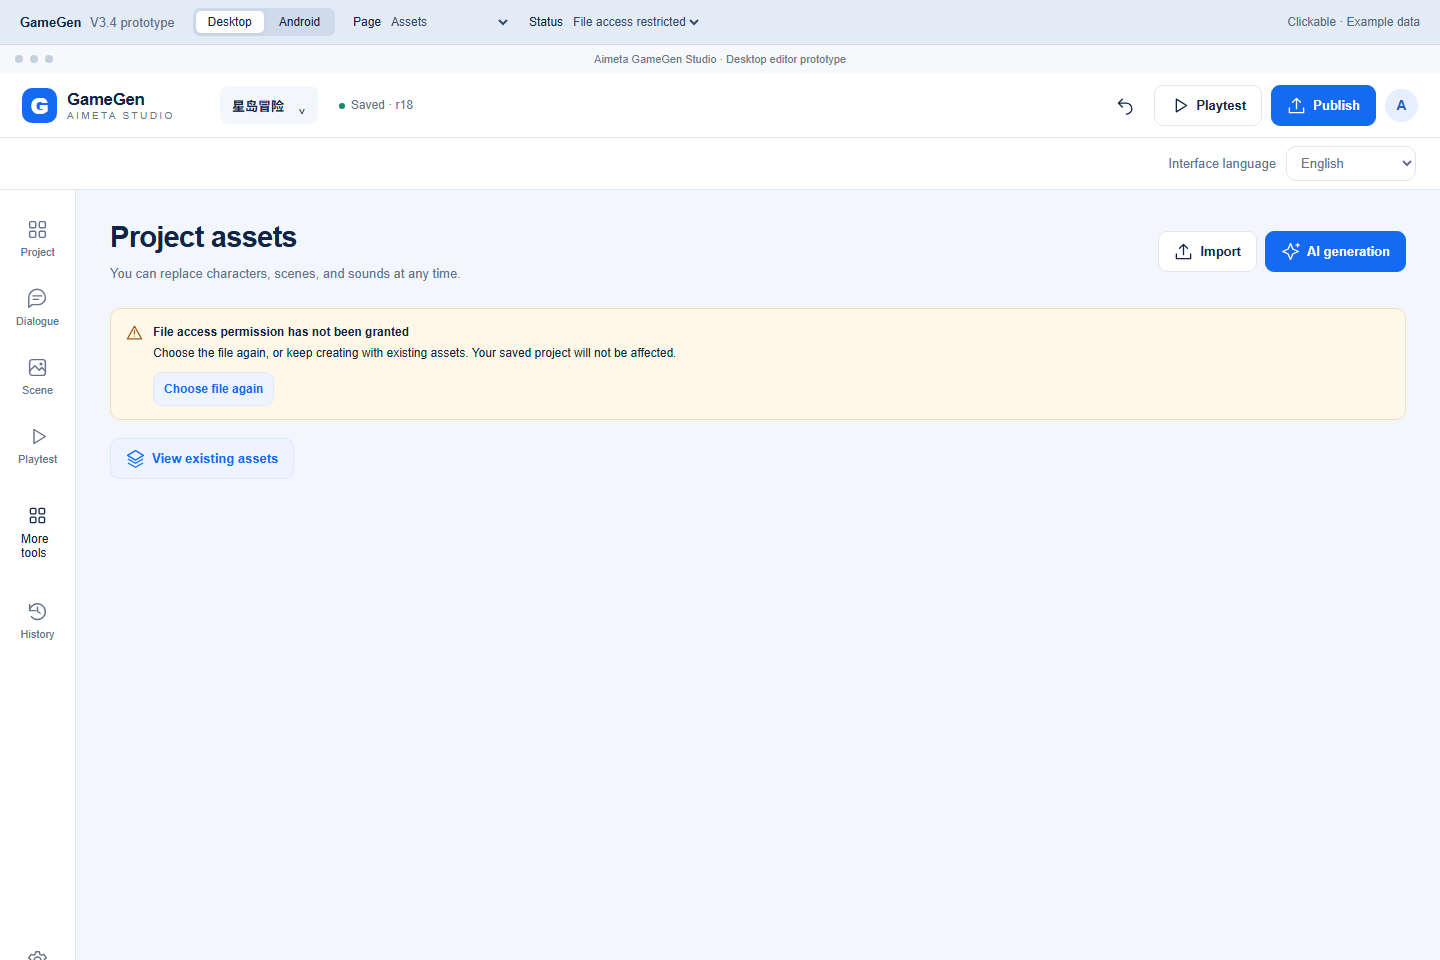 GameGen V3.4 prototype Desktop Android Page Assets Status File access restricted Clickable · Example data
Aimeta GameGen Studio · Desktop editor prototype
G GameGen
AIMETA STUDIO
星岛冒险
Saved · r18
Playtest
Publish
A
Interface language English
Project
Dialogue
Scene
Playtest
More
tools
History
Project assets
You can replace characters, scenes, and sounds at any time.
Import
AI generation
File access permission has not been granted
Choose the file again, or keep creating with existing assets. Your saved project will not be affected.
Choose file again
View existing assets